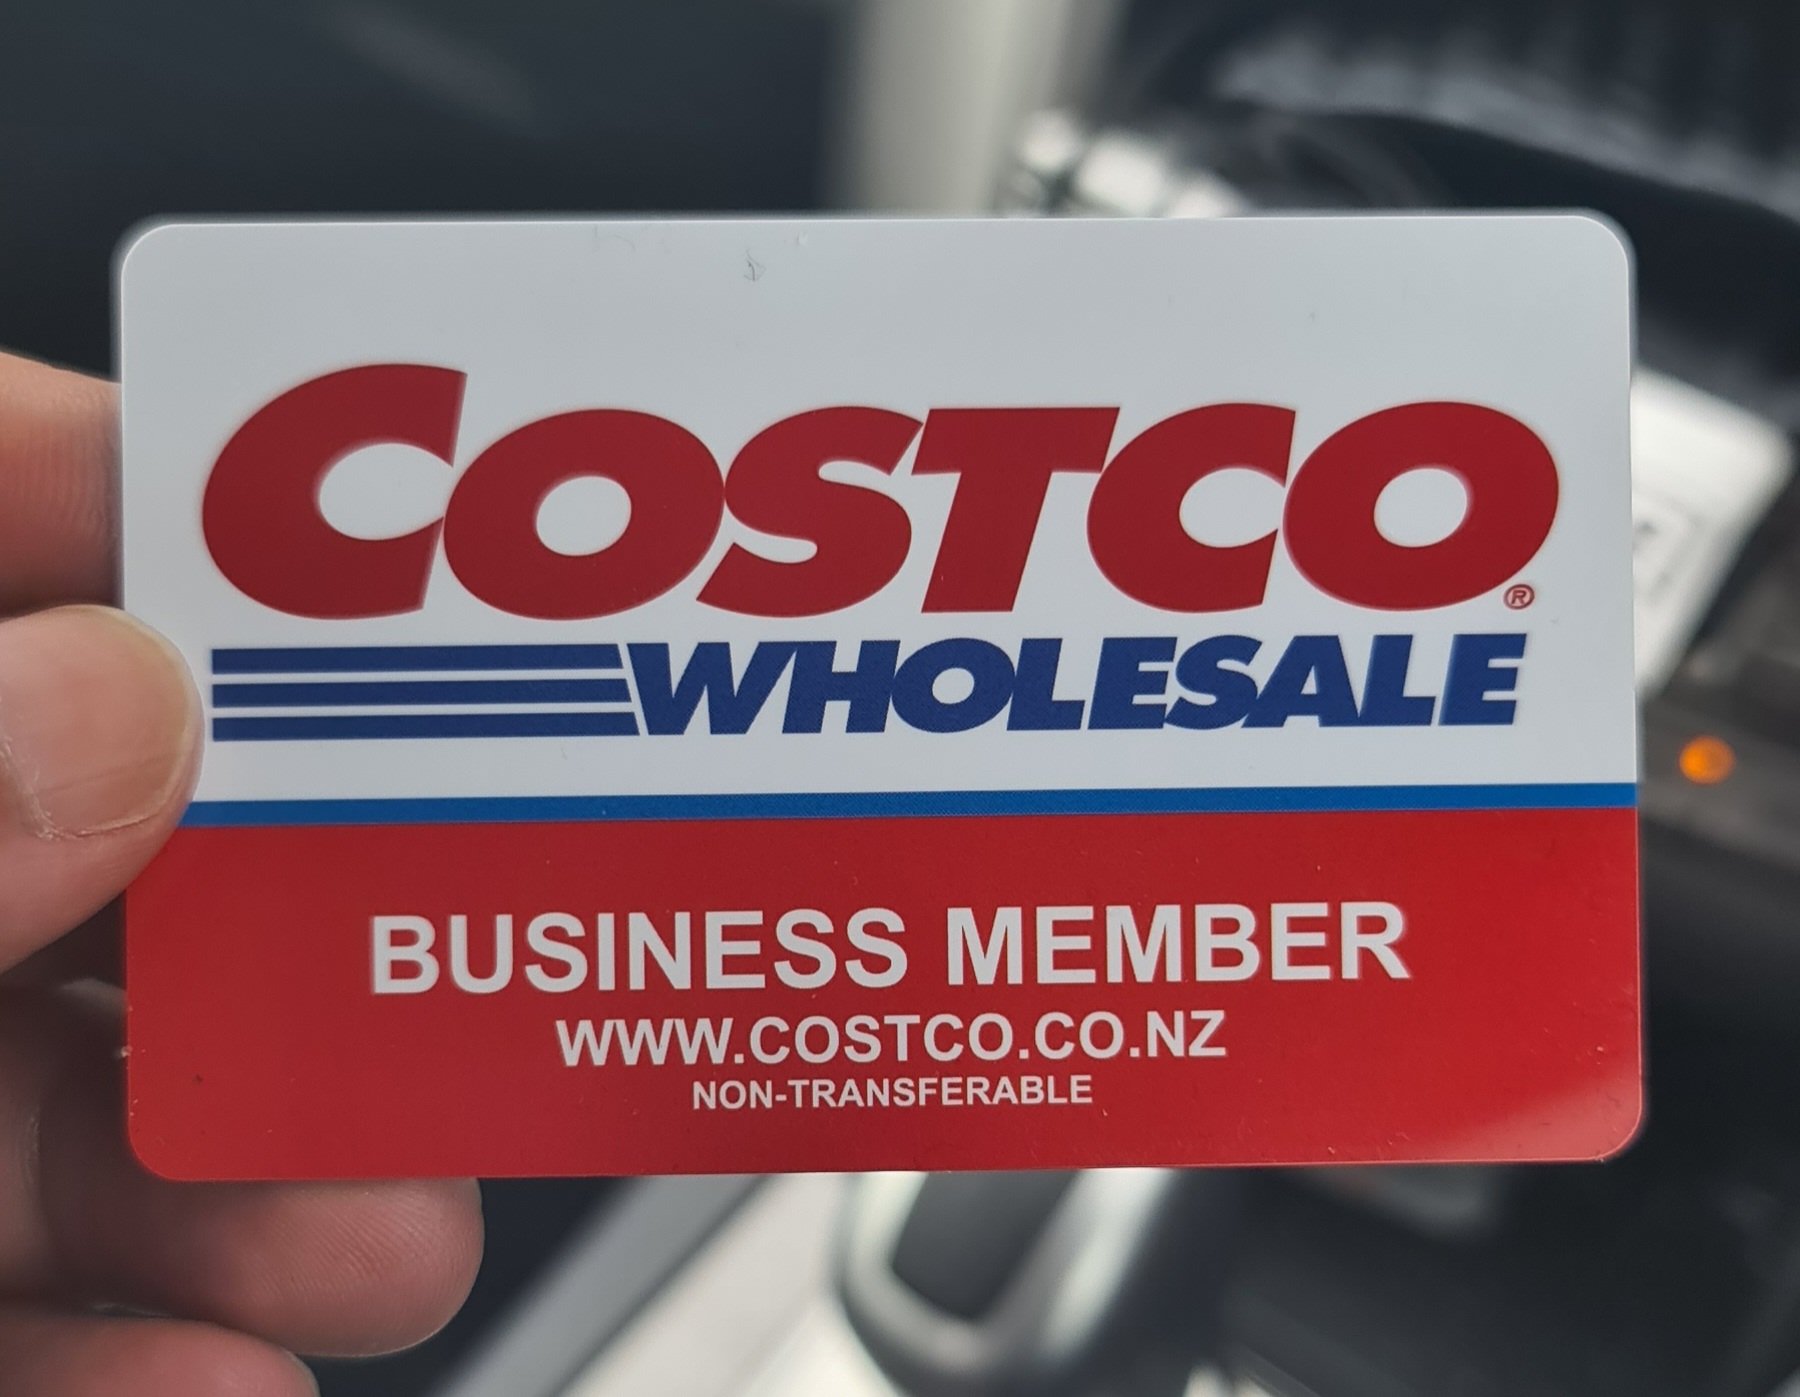 COSTCO®
WHOLESALE
BUSINESS MEMBER
WWW.COSTCO.CO.NZ
NON-TRANSFERABLE